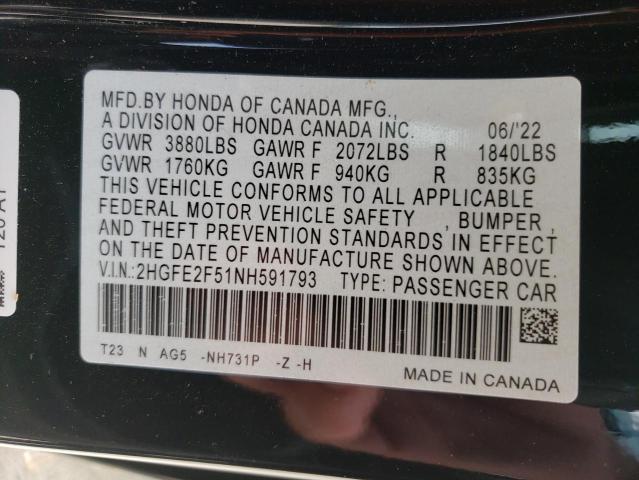 MFD.BY HONDA OF CANADA MFG.,
A DIVISION OF HONDA CANADA INC. 06/'22
GVWR 3880LBS GAWR F 2072LBS R 1840LBS
GVWR 1760KG GAWR F 940KG R 835KG
THIS VEHICLE CONFORMS TO ALL APPLICABLE
FEDERAL MOTOR VEHICLE SAFETY , BUMPER ,
AND THEFT PREVENTION STANDARDS IN EFFECT
ON THE DATE OF MANUFACTURE SHOWN ABOVE.
V.I.N.:2HGFE2F51NH591793 TYPE: PASSENGER CAR
T23 N AG5 -NH731P -Z -H
MADE IN CANADA